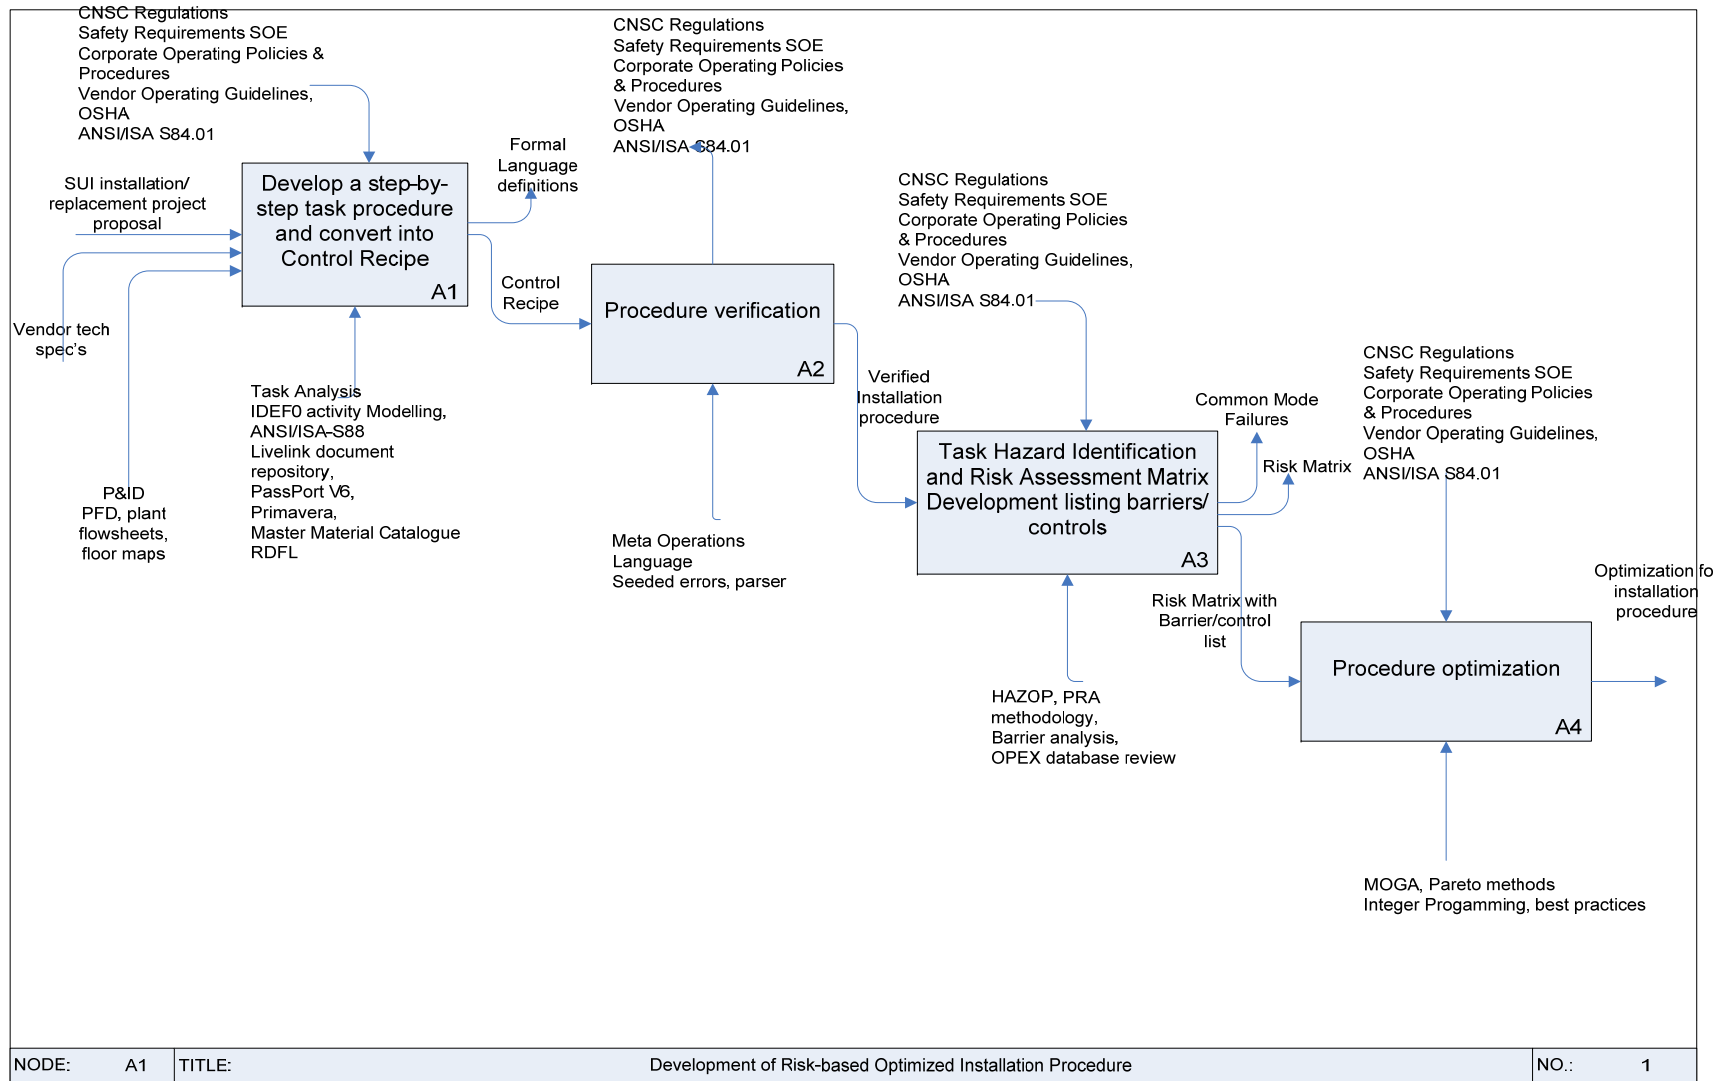 CNSC Regulations
Safety Requirements SOE
Corporate Operating Policies &
Procedures
Vendor Operating Guidelines,
OSHA
ANSI/ISA S84.01
CNSC Regulations
Safety Requirements SOE
Corporate Operating Policies
& Procedures
Vendor Operating Guidelines,
OSHA
ANSI/ISA S84.01
Formal
Language
definitions
SUI installation/
replacement project
proposal
Develop a step-by-
step task procedure
and convert into
Control Recipe
A1
CNSC Regulations
Safety Requirements SOE
Corporate Operating Policies
& Procedures
Vendor Operating Guidelines,
OSHA
ANSI/ISA S84.01
Control
Recipe
Procedure verification
A2
Vendor tech
spec's
CNSC Regulations
Safety Requirements SOE
Corporate Operating Policies
& Procedures
Vendor Operating Guidelines,
OSHA
ANSI/ISA S84.01
Verified
Installation
procedure
Task Analysis
IDEF0 activity Modelling,
ANSI/ISA-S88
Livelink document
repository,
PassPort V6,
Primavera,
Master Material Catalogue
RDFL
Common Mode
Failures
Risk Matrix
Task Hazard Identification
and Risk Assessment Matrix
Development listing barriers/
controls
A3
P&ID
PFD, plant
flowsheets,
floor maps
Meta Operations
Language
Seeded errors, parser
Optimization fo
installation
procedure
Risk Matrix with
Barrier/control
list
Procedure optimization
A4
HAZOP, PRA
methodology,
Barrier analysis,
OPEX database review
MOGA, Pareto methods
Integer Progamming, best practices
NODE: A1 TITLE: Development of Risk-based Optimized Installation Procedure NO.: 1